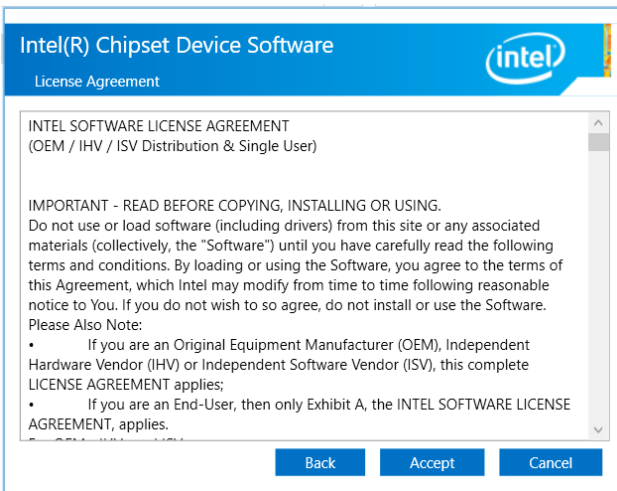 Intel(R) Chipset Device Software
(intel)
License Agreement
INTEL SOFTWARE LICENSE AGREEMENT
(OEM / IHV / ISV Distribution & Single User)
IMPORTANT - READ BEFORE COPYING, INSTALLING OR USING.
Do not use or load software (including drivers) from this site or any associated
materials (collectively, the "Software") until you have carefully read the following
terms and conditions. By loading or using the Software, you agree to the terms of
this Agreement, which Intel may modify from time to time following reasonable
notice to You. If you do not wish to so agree, do not install or use the Software.
Please Also Note:
• If you are an Original Equipment Manufacturer (OEM), Independent
Hardware Vendor (IHV) or Independent Software Vendor (ISV), this complete
LICENSE AGREEMENT applies;
• If you are an End-User, then only Exhibit A, the INTEL SOFTWARE LICENSE
AGREEMENT, applies.
Back Accept Cancel